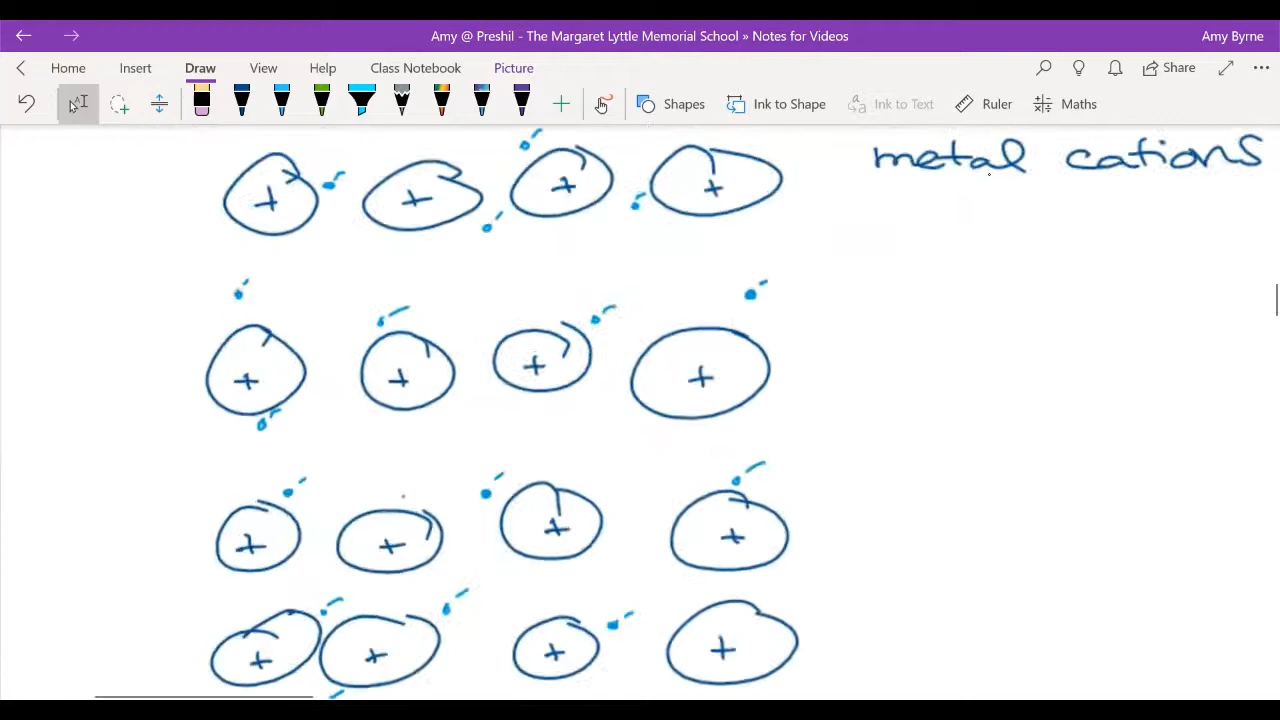 Amy @ Preshil - The Margaret Lyttle Memorial School » Notes for Videos
Amy Byrne
Home Insert Draw View Help Class Notebook Picture
Share
Shapes Ink to Shape Ink to Text Ruler Maths
metal cations
+ + + +
+ + + +
+ + + +
+ + + +